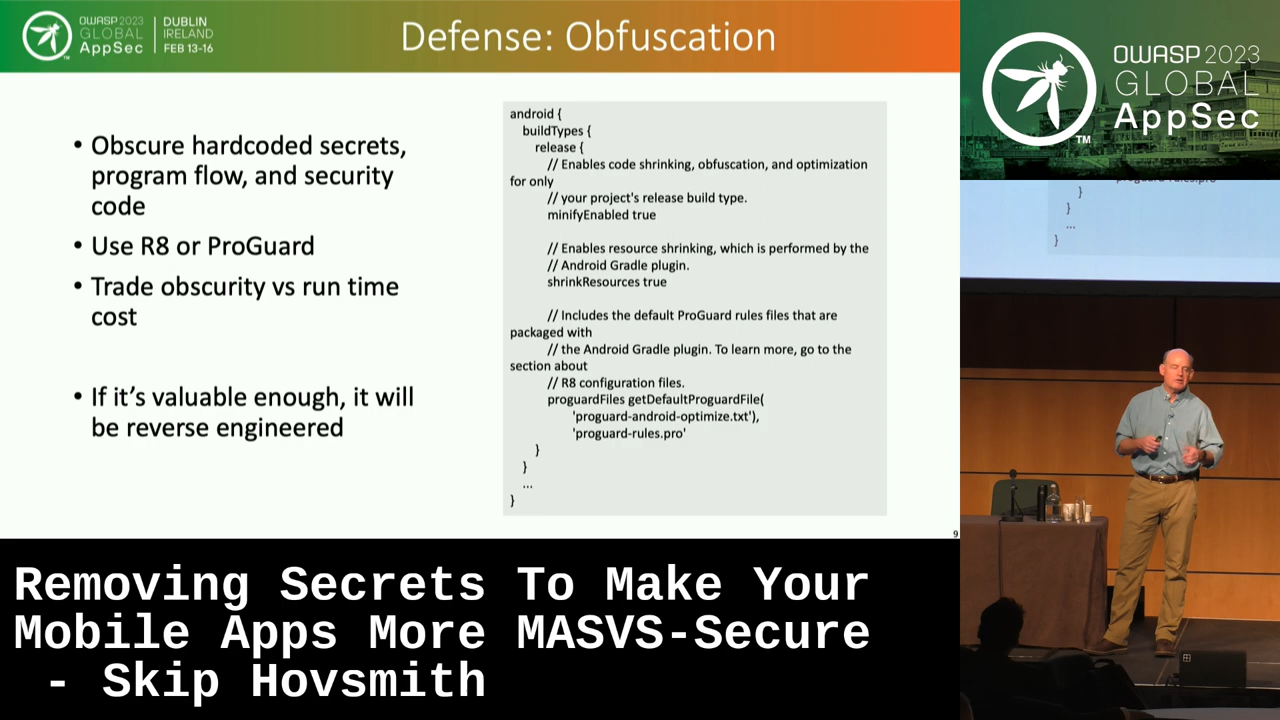 OWASP 2023
GLOBAL
AppSec
DUBLIN
IRELAND
FEB 13-16
TM
Defense: Obfuscation
• Obscure hardcoded secrets,
program flow, and security
code
• Use R8 or ProGuard
• Trade obscurity vs run time
cost
• If it’s valuable enough, it will
be reverse engineered
android {
buildTypes {
release {
// Enables code shrinking, obfuscation, and optimization
for only
// your project's release build type.
minifyEnabled true
// Enables resource shrinking, which is performed by the
// Android Gradle plugin.
shrinkResources true
// Includes the default ProGuard rules files that are
packaged with
// the Android Gradle plugin. To learn more, go to the
section about
// R8 configuration files.
proguardFiles getDefaultProguardFile(
'proguard-android-optimize.txt'),
'proguard-rules.pro'
}
}
...
}
9
OWASP 2023
GLOBAL
AppSec
TM
}
}
...
}
Removing Secrets To Make Your
Mobile Apps More MASVS-Secure
- Skip Hovsmith